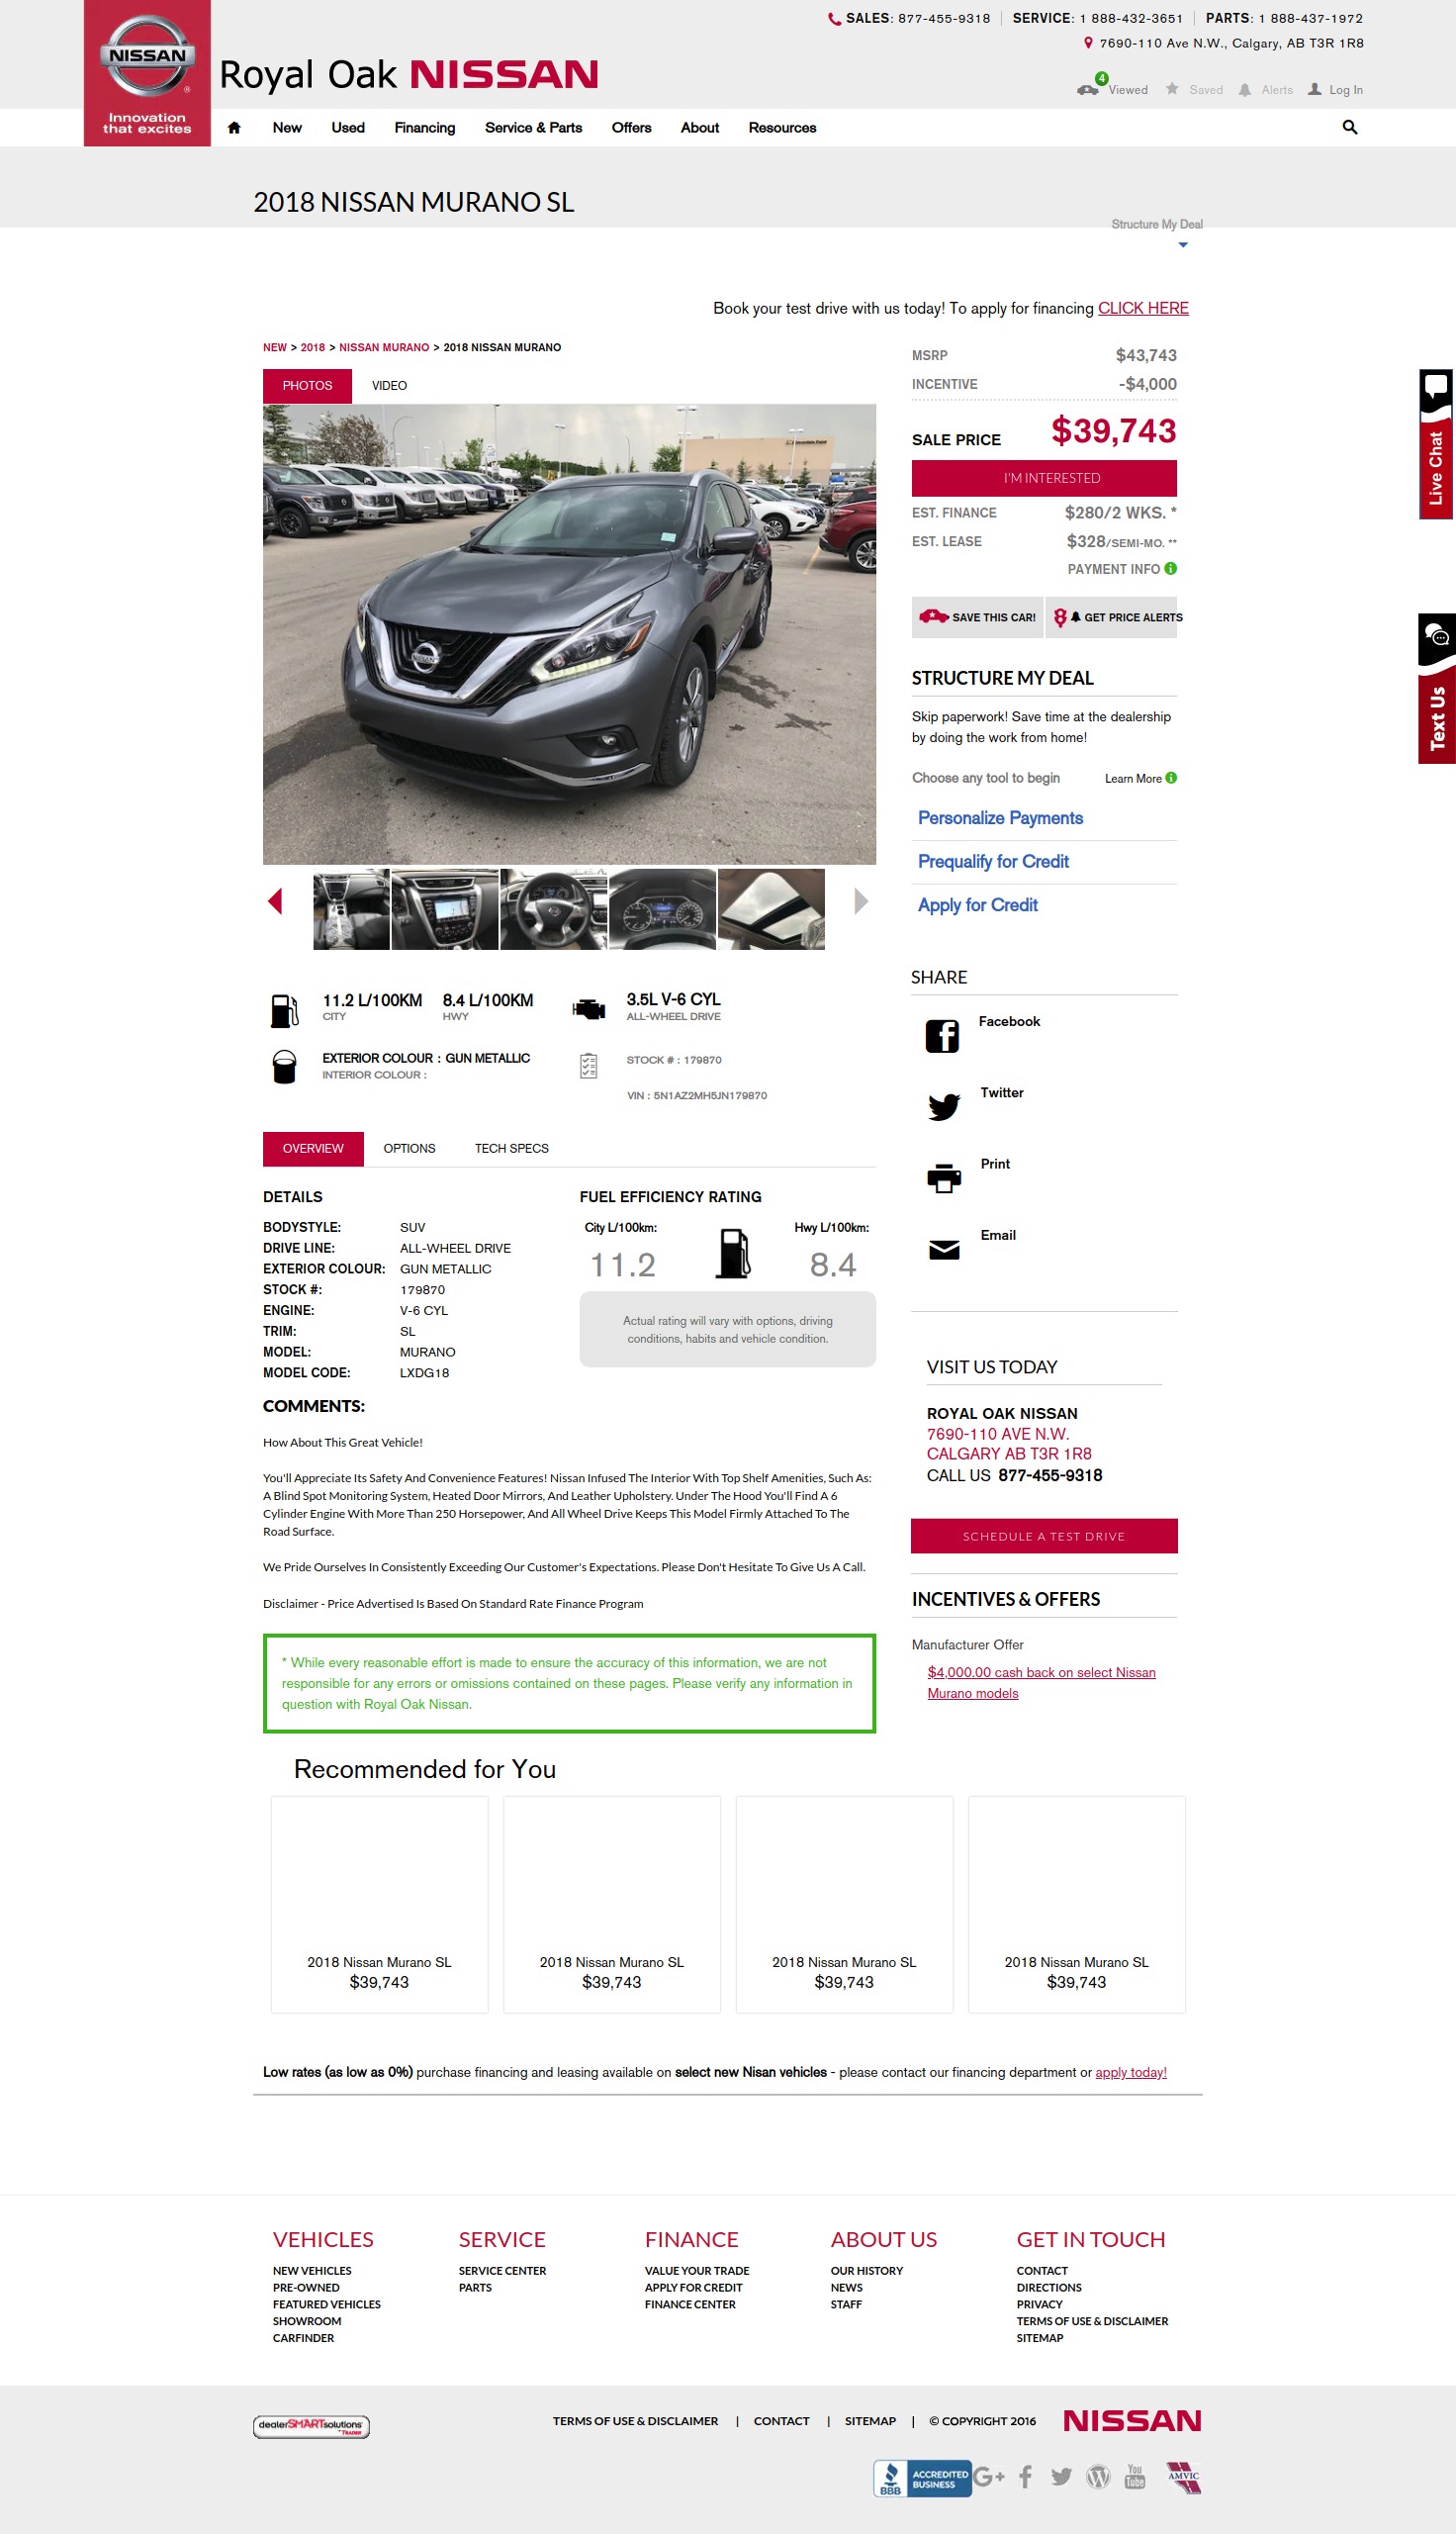 SALES: 877-455-9318 SERVICE: 1 888-432-3651 PARTS: 1 888-437-1972
7690-110 Ave N.W., Calgary, AB T3R 1R8
NISSAN
Innovation
that excites
Royal Oak NISSAN
4 Viewed Saved Alerts Log In
New Used Financing Service & Parts Offers About Resources
2018 NISSAN MURANO SL
Structure My Deal
Book your test drive with us today! To apply for financing CLICK HERE
NEW > 2018 > NISSAN MURANO > 2018 NISSAN MURANO
PHOTOS VIDEO
MSRP $43,743
INCENTIVE -$4,000
SALE PRICE $39,743
I'M INTERESTED
EST. FINANCE $280/2 WKS. *
EST. LEASE $328/SEMI-MO. **
PAYMENT INFO
SAVE THIS CAR! GET PRICE ALERTS
Live Chat
Text Us
STRUCTURE MY DEAL
Skip paperwork! Save time at the dealership
by doing the work from home!
Choose any tool to begin Learn More
Personalize Payments
Prequalify for Credit
Apply for Credit
11.2 L/100KM 8.4 L/100KM 3.5L V-6 CYL
CITY HWY ALL-WHEEL DRIVE
EXTERIOR COLOUR : GUN METALLIC STOCK # : 179870
INTERIOR COLOUR :
VIN : 5N1AZ2MH5JN179870
SHARE
Facebook
Twitter
Print
Email
OVERVIEW OPTIONS TECH SPECS
DETAILS
BODYSTYLE: SUV
DRIVE LINE: ALL-WHEEL DRIVE
EXTERIOR COLOUR: GUN METALLIC
STOCK #: 179870
ENGINE: V-6 CYL
TRIM: SL
MODEL: MURANO
MODEL CODE: LXDG18
FUEL EFFICIENCY RATING
City L/100km: Hwy L/100km:
11.2 8.4
Actual rating will vary with options, driving
conditions, habits and vehicle condition.
COMMENTS:
How About This Great Vehicle!
You'll Appreciate Its Safety And Convenience Features! Nissan Infused The Interior With Top Shelf Amenities, Such As:
A Blind Spot Monitoring System, Heated Door Mirrors, And Leather Upholstery. Under The Hood You'll Find A 6
Cylinder Engine With More Than 250 Horsepower, And All Wheel Drive Keeps This Model Firmly Attached To The
Road Surface.
We Pride Ourselves In Consistently Exceeding Our Customer's Expectations. Please Don't Hesitate To Give Us A Call.
Disclaimer - Price Advertised Is Based On Standard Rate Finance Program
* While every reasonable effort is made to ensure the accuracy of this information, we are not
responsible for any errors or omissions contained on these pages. Please verify any information in
question with Royal Oak Nissan.
VISIT US TODAY
ROYAL OAK NISSAN
7690-110 AVE N.W.
CALGARY AB T3R 1R8
CALL US 877-455-9318
SCHEDULE A TEST DRIVE
INCENTIVES & OFFERS
Manufacturer Offer
$4,000.00 cash back on select Nissan
Murano models
Recommended for You
2018 Nissan Murano SL 2018 Nissan Murano SL 2018 Nissan Murano SL 2018 Nissan Murano SL
$39,743 $39,743 $39,743 $39,743
Low rates (as low as 0%) purchase financing and leasing available on select new Nisan vehicles - please contact our financing department or apply today!
VEHICLES SERVICE FINANCE ABOUT US GET IN TOUCH
NEW VEHICLES SERVICE CENTER VALUE YOUR TRADE OUR HISTORY CONTACT
PRE-OWNED PARTS APPLY FOR CREDIT NEWS DIRECTIONS
FEATURED VEHICLES FINANCE CENTER STAFF PRIVACY
SHOWROOM TERMS OF USE & DISCLAIMER
CARFINDER SITEMAP
dealerSMARTsolutions TRADER
TERMS OF USE & DISCLAIMER | CONTACT | SITEMAP | © COPYRIGHT 2016 NISSAN
BBB ACCREDITED BUSINESS G+ f You Tube AMVIC